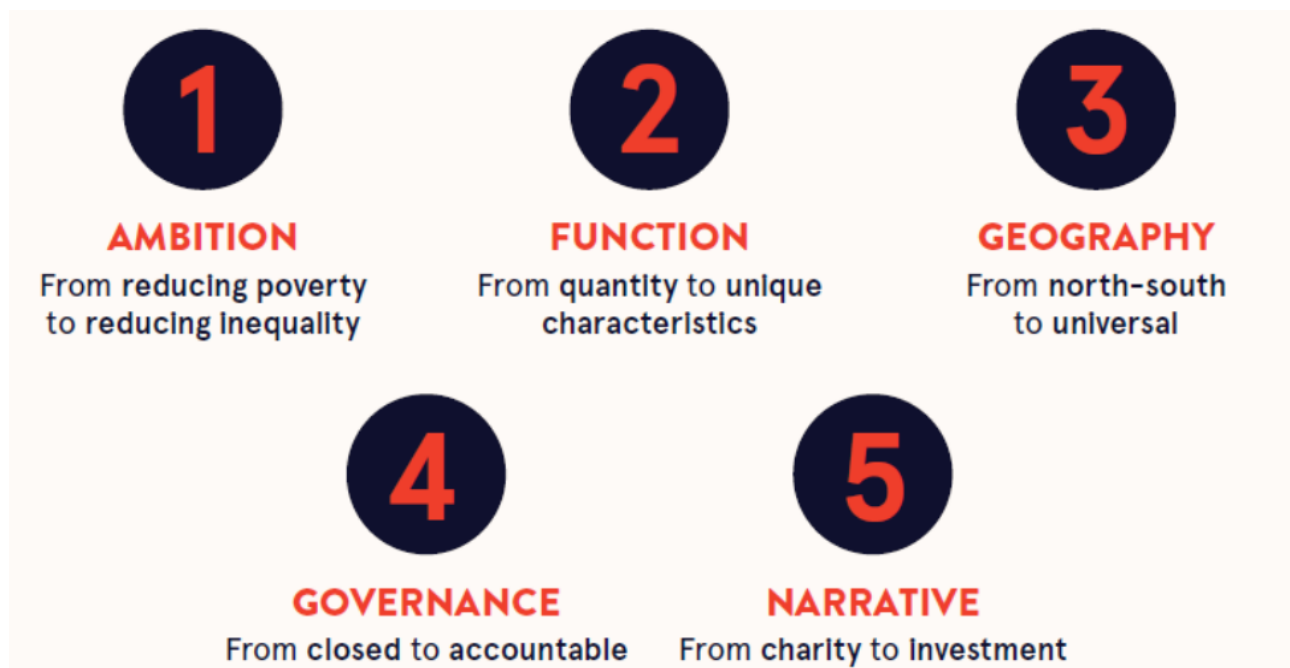 1
AMBITION
From reducing poverty
to reducing inequality
2
FUNCTION
From quantity to unique
characteristics
3
GEOGRAPHY
From north-south
to universal
4
GOVERNANCE
From closed to accountable
5
NARRATIVE
From charity to investment